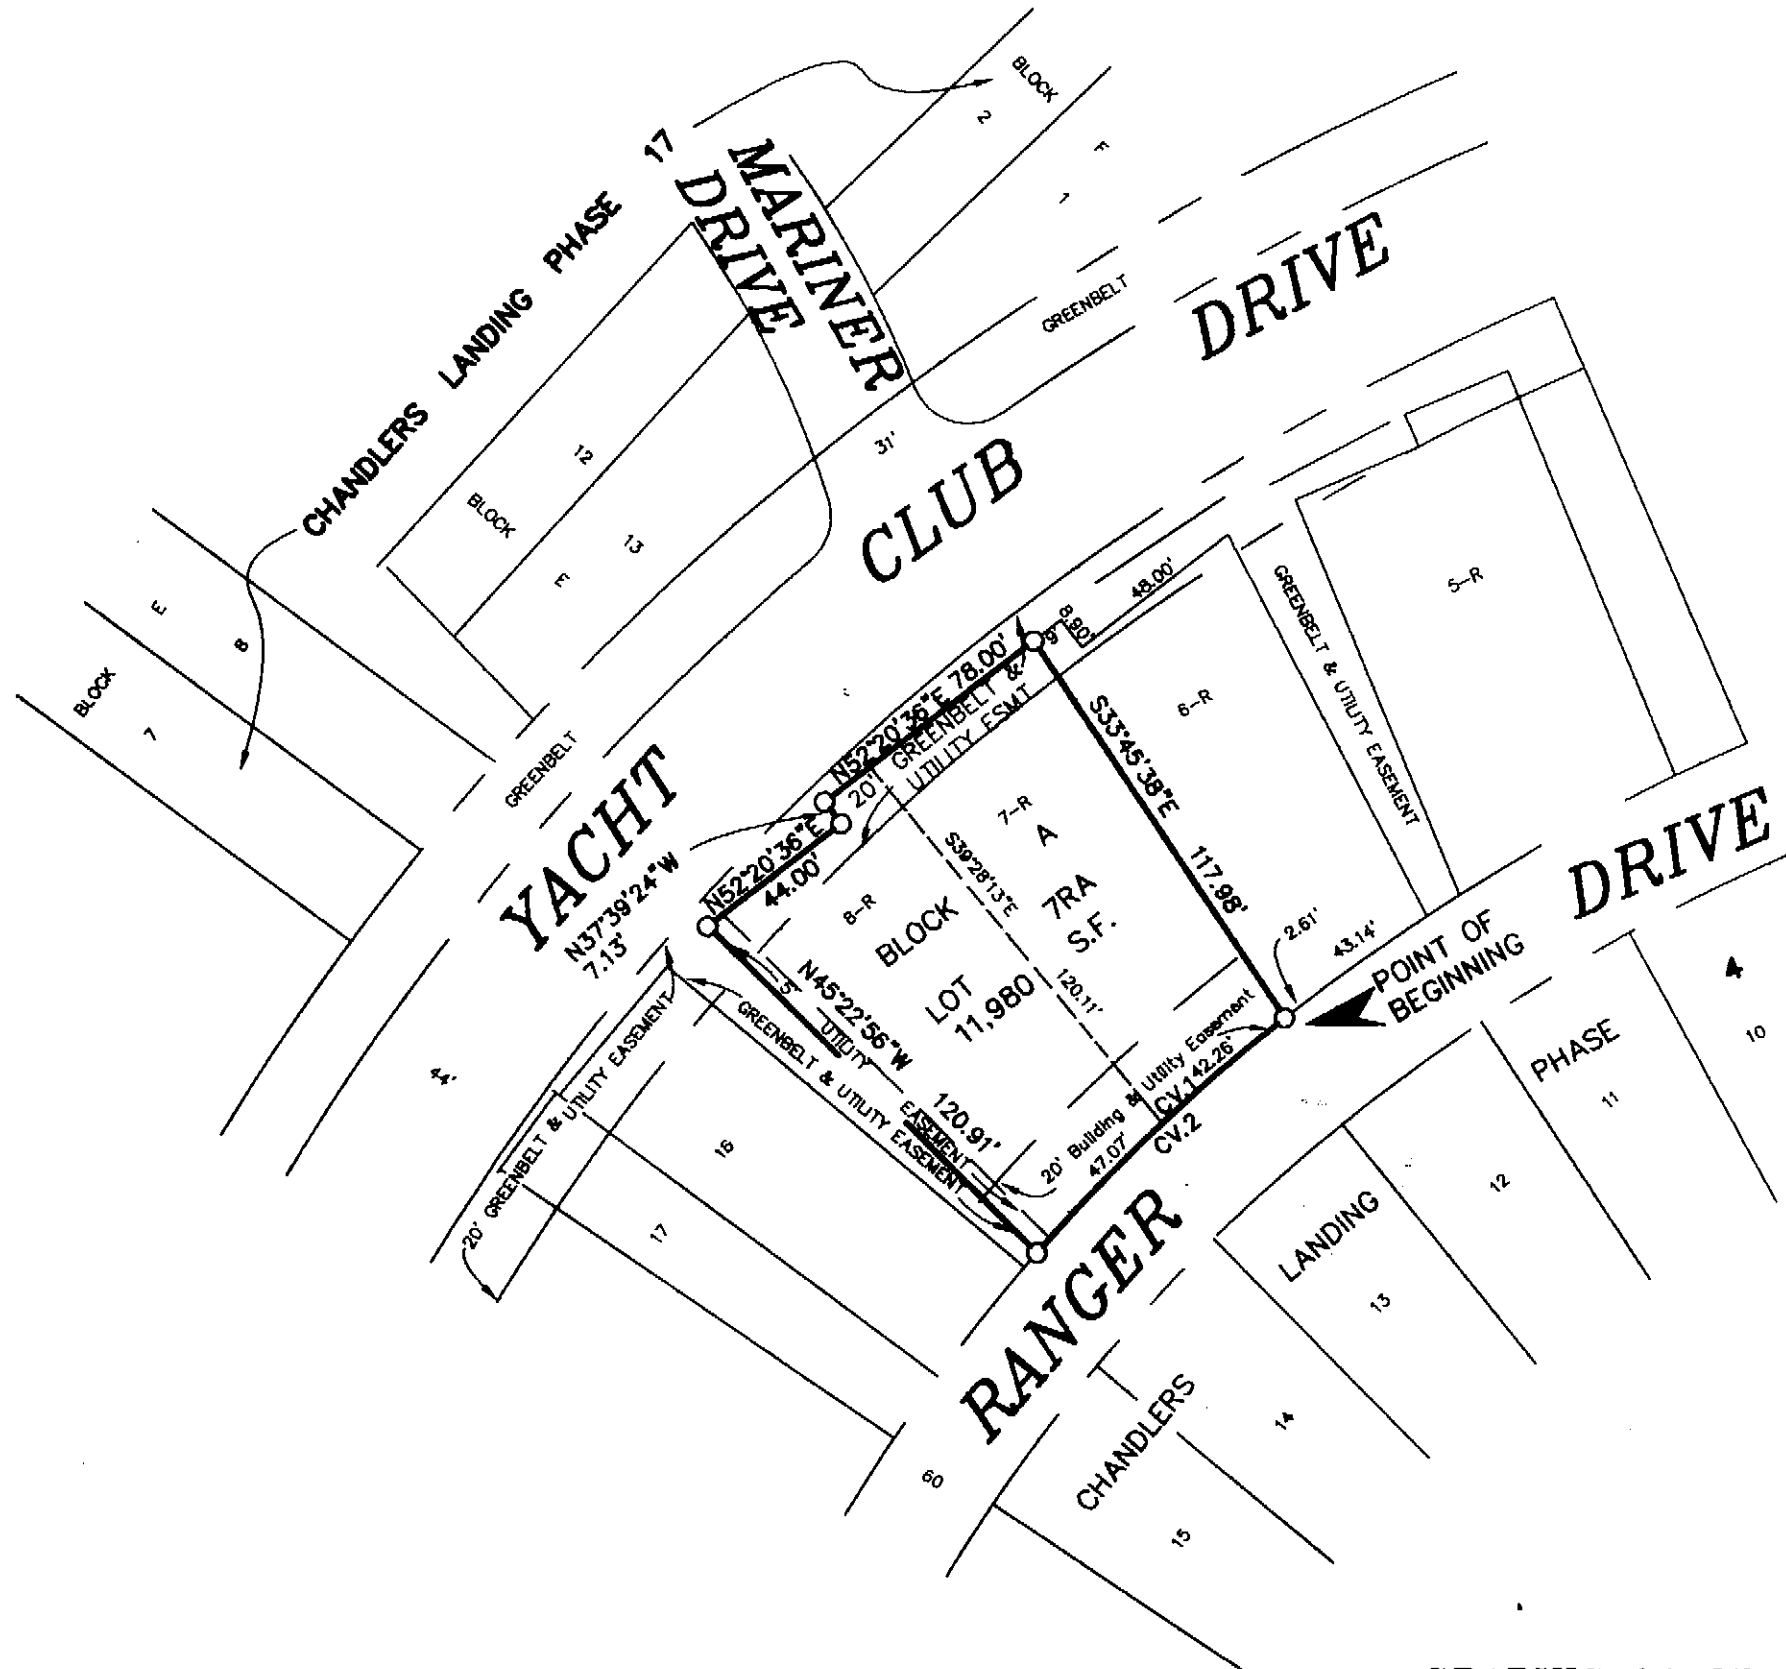 BLOCK
2
F
1
CHANDLERS LANDING PHASE 17
MARINER
DRIVE
GREENBELT
YACHT CLUB DRIVE
31'
12
BLOCK
13
E
E
8
BLOCK
7
GREENBELT
44'
5-R
GREENBELT & UTILITY EASEMENT
48.00'
8.90'
9'
6-R
N52°20'36"E 78.00'
20' GREENBELT &
UTILITY ESMT
N52°20'36"E
44.00'
N37°39'24"W
7.13'
S33°45'38"E
117.98'
7-R
A
8-R
BLOCK
7RA
S.F.
LOT
11,980
S39°28'13"E
120.11'
N45°22'56"W
120.91'
5'
UTILITY
EASEMENT
GREENBELT & UTILITY EASEMENT
20' GREENBELT & UTILITY EASEMENT
20' Building & Utility Easement
CV.1
42.26'
47.07'
CV.2
2.61'
43.14'
POINT OF
BEGINNING
RANGER DRIVE
16
17
60
CHANDLERS LANDING PHASE 4
10
11
12
13
14
15